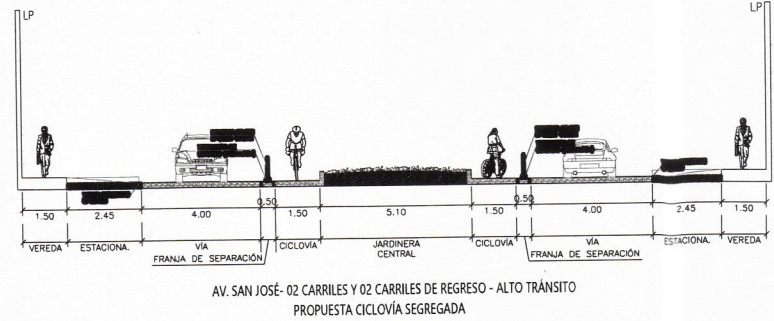 LP LP
0.50 0.50
1.50 2.45 4.00 1.50 5.10 1.50 4.00 2.45 1.50
VEREDA ESTACIONA. VÍA CICLOVÍA JARDINERA CICLOVÍA VÍA ESTACIONA. VEREDA
FRANJA DE SEPARACIÓN CENTRAL FRANJA DE SEPARACIÓN
AV. SAN JOSÉ- 02 CARRILES Y 02 CARRILES DE REGRESO - ALTO TRÁNSITO
PROPUESTA CICLOVÍA SEGREGADA